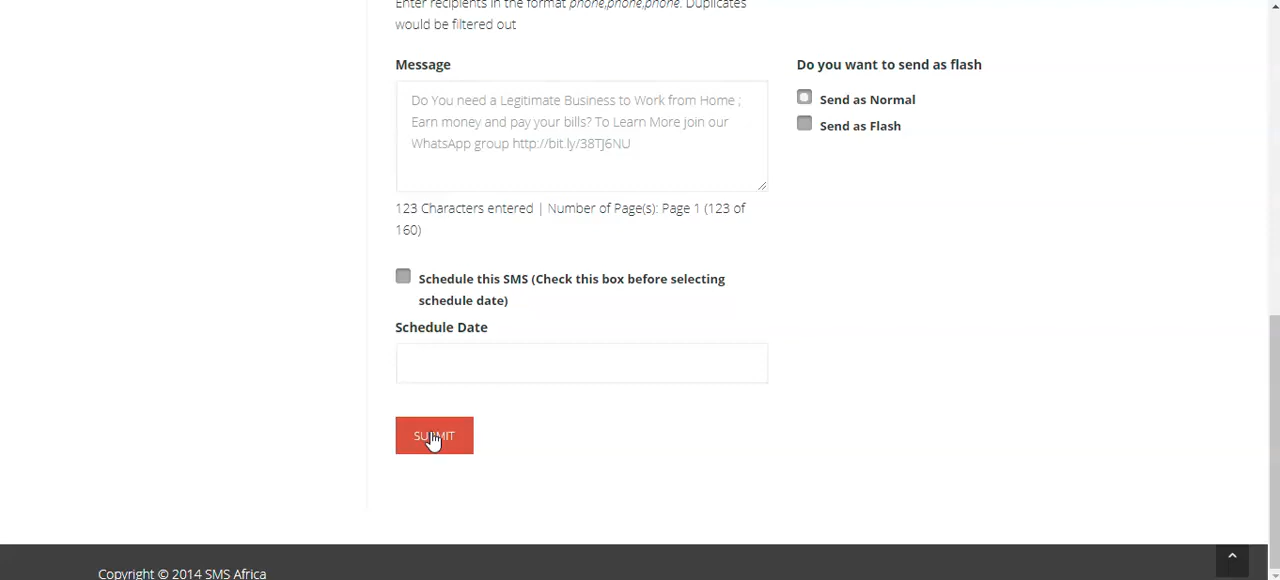 Enter recipients in the format phone,phone,phone. Duplicates
would be filtered out
Message
Do you want to send as flash
Do You need a Legitimate Business to Work from Home ;
Earn money and pay your bills? To Learn More join our
WhatsApp group http://bit.ly/38TJ6NU
Send as Normal
Send as Flash
123 Characters entered | Number of Page(s): Page 1 (123 of
160)
Schedule this SMS (Check this box before selecting
schedule date)
Schedule Date
SUBMIT
Copyright © 2014 SMS Africa